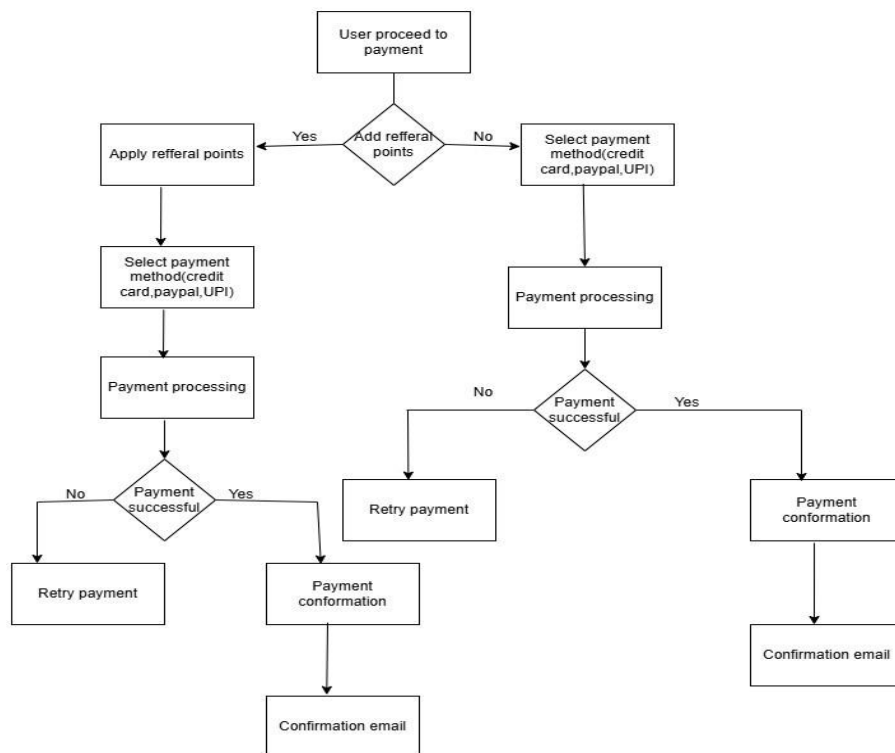 User proceed to
payment
Yes
Add refferal
points
No
Apply refferal points
Select payment
method(credit
card,paypal,UPI)
Select payment
method(credit
card,paypal,UPI)
Payment processing
Payment processing
No
Payment
successful
Yes
No
Payment
successful
Yes
Retry payment
Payment
conformation
Retry payment
Payment
conformation
Confirmation email
Confirmation email